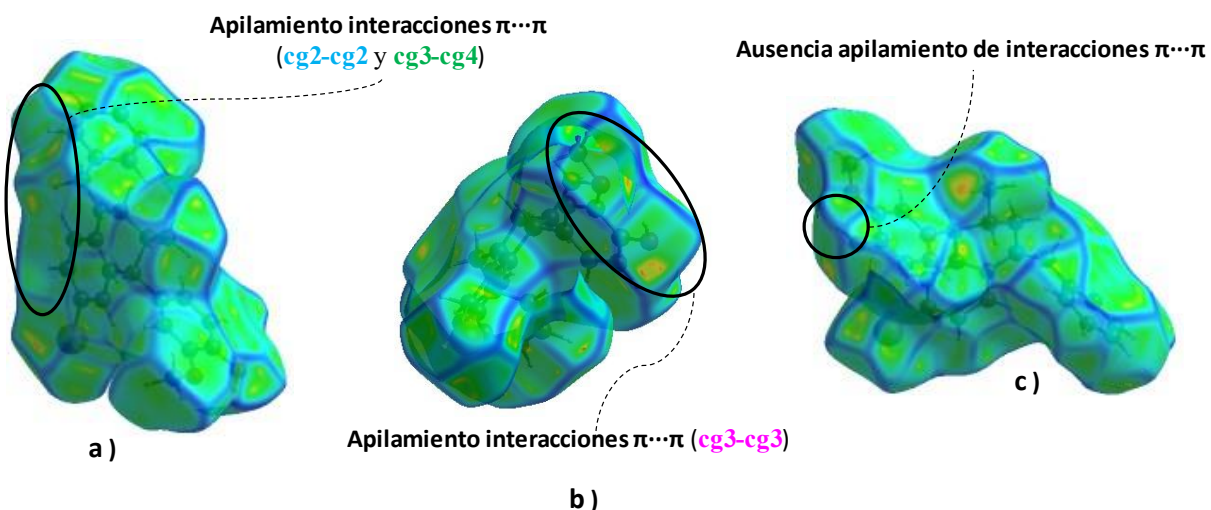 Apilamiento interacciones π···π
(cg2-cg2 y cg3-cg4)
Ausencia apilamiento de interacciones π···π
a )
Apilamiento interacciones π···π (cg3-cg3)
b )
c )